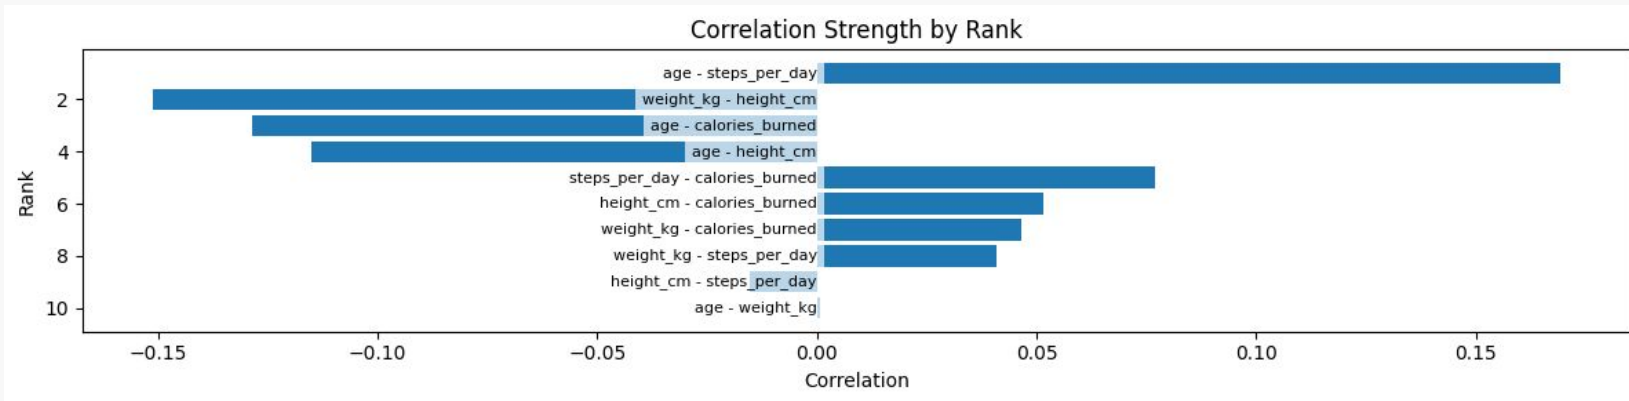 Correlation Strength by Rank
age - steps_per_day
2
weight_kg - height_cm
age - calories_burned
4
age - height_cm
steps_per_day - calories_burned
Rank
6
height_cm - calories_burned
weight_kg - calories_burned
8
weight_kg - steps_per_day
height_cm - steps_per_day
10
age - weight_kg
−0.15 −0.10 −0.05 0.00 0.05 0.10 0.15
Correlation